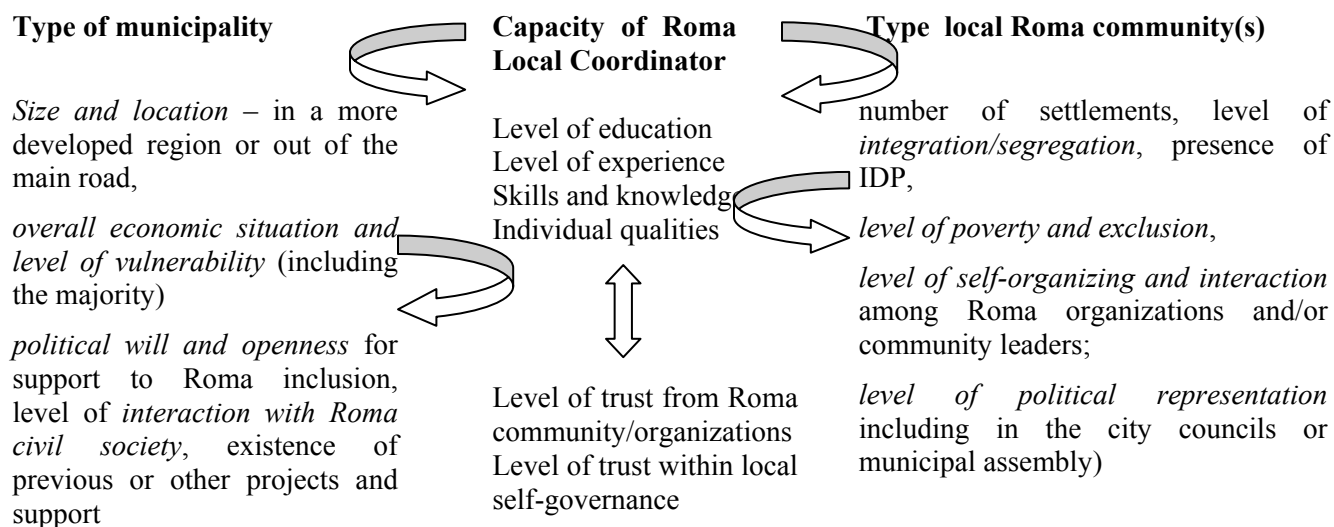 Type of municipality
Size and location – in a more
developed region or out of the
main road,
overall economic situation and
level of vulnerability (including
the majority)
political will and openness for
support to Roma inclusion,
level of interaction with Roma
civil society, existence of
previous or other projects and
support
Capacity of Roma
Local Coordinator
Level of education
Level of experience
Skills and knowledg
Individual qualities
Level of trust from Roma
community/organizations
Level of trust within local
self-governance
Type local Roma community(s)
number of settlements, level of
integration/segregation, presence of
IDP,
level of poverty and exclusion,
level of self-organizing and interaction
among Roma organizations and/or
community leaders;
level of political representation
including in the city councils or
municipal assembly)